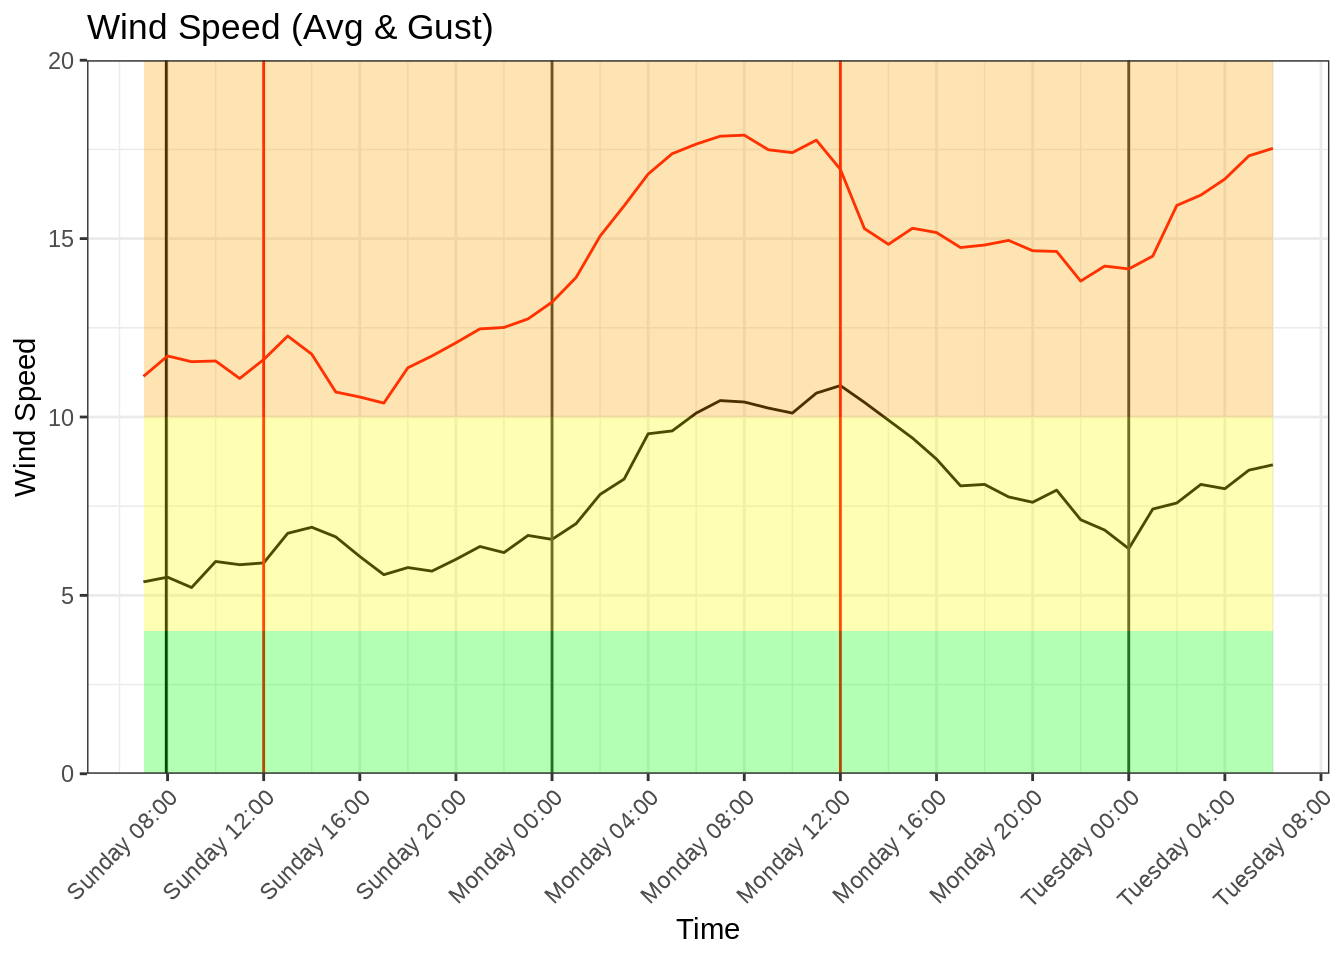 Wind Speed (Avg & Gust)
20
15
10
5
0
Wind Speed
Sunday 08:00
Sunday 12:00
Sunday 16:00
Sunday 20:00
Monday 00:00
Monday 04:00
Monday 08:00
Monday 12:00
Monday 16:00
Monday 20:00
Tuesday 00:00
Tuesday 04:00
Tuesday 08:00
Time